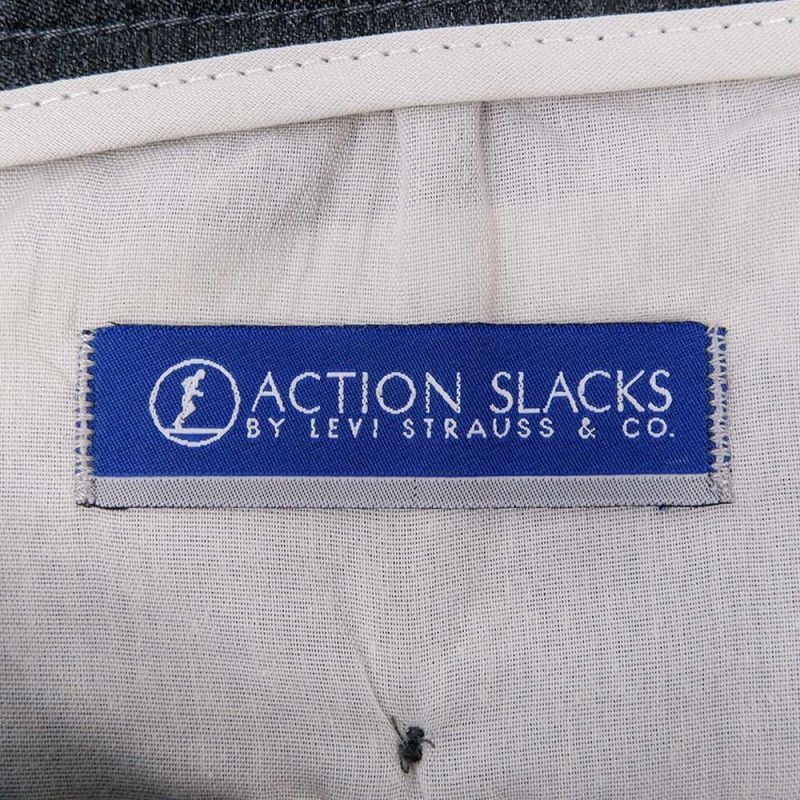 ACTION SLACKS
BY LEVI STRAUSS & CO.